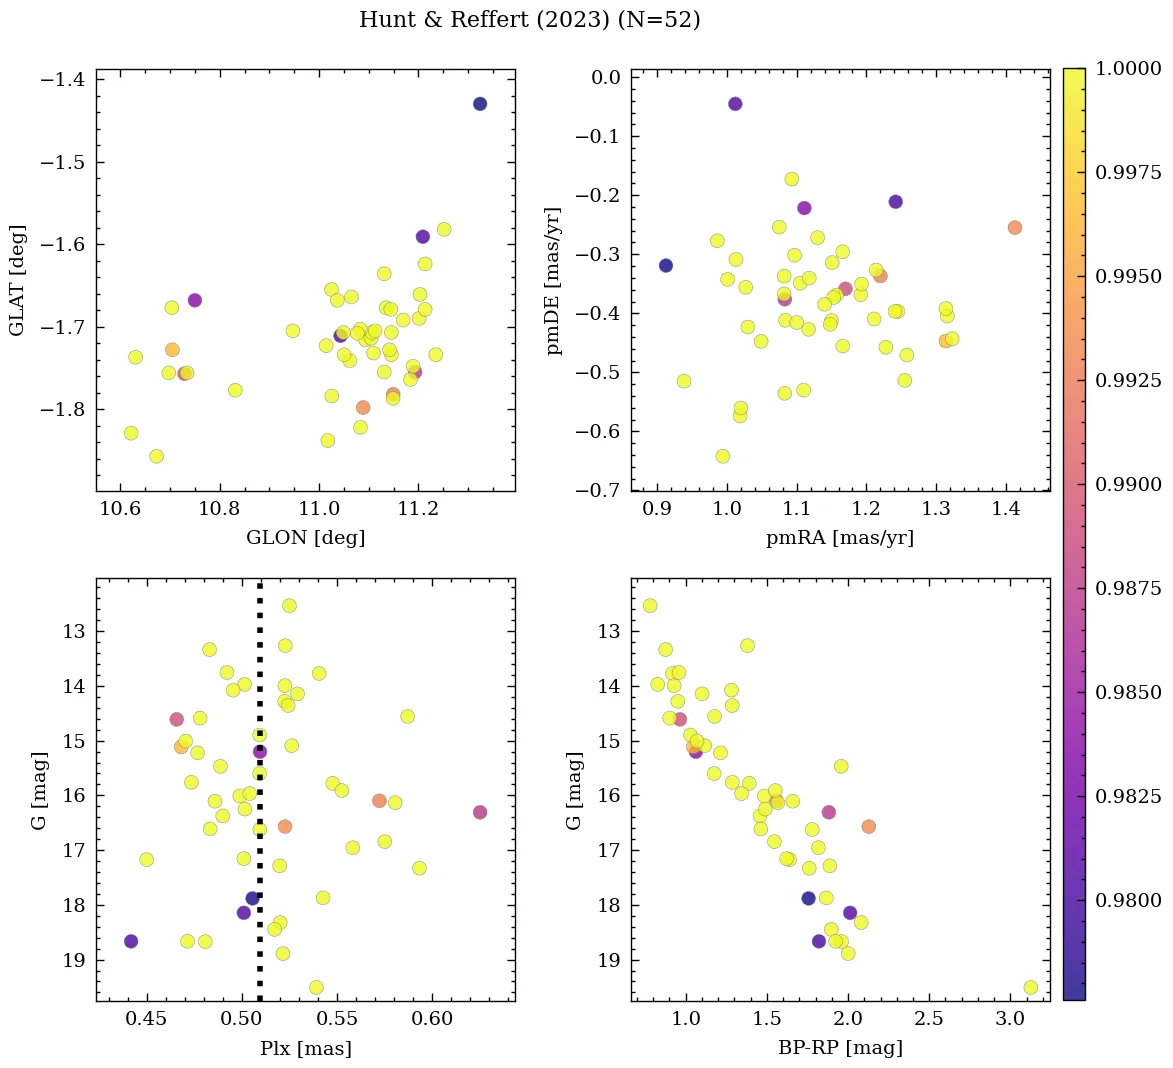 Hunt & Reffert (2023) (N=52)
−1.4
−1.5
−1.6
−1.7
−1.8
GLAT [deg]
10.6 10.8 11.0 11.2
GLON [deg]
0.0
−0.1
−0.2
−0.3
−0.4
−0.5
−0.6
−0.7
pmDE [mas/yr]
0.9 1.0 1.1 1.2 1.3 1.4
pmRA [mas/yr]
1.0000
0.9975
0.9950
0.9925
0.9900
0.9875
0.9850
0.9825
0.9800
13
14
15
16
17
18
19
G [mag]
0.45 0.50 0.55 0.60
Plx [mas]
13
14
15
16
17
18
19
G [mag]
1.0 1.5 2.0 2.5 3.0
BP-RP [mag]